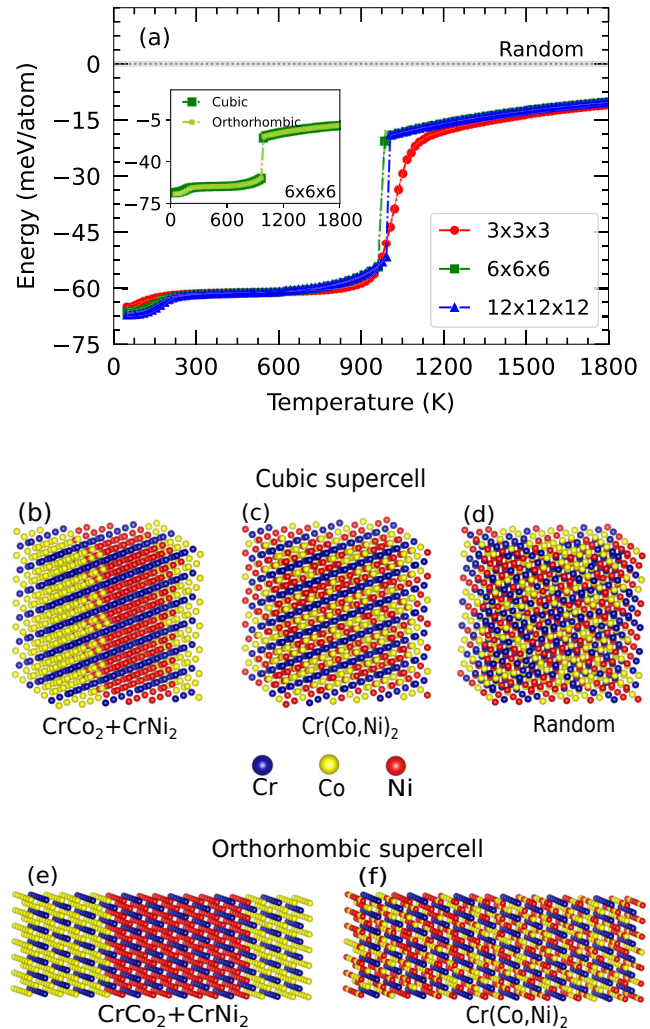 (a)
Random
0
−15
−30
−45
−60
−75
Energy (meV/atom)
Cubic
Orthorhombic
−5
−40
−75
0 600 1200 1800
6x6x6
3x3x3
6x6x6
12x12x12
0 300 600 900 1200 1500 1800
Temperature (K)
Cubic supercell
(b) (c) (d)
CrCo₂+CrNi₂ Cr(Co,Ni)₂ Random
Cr Co Ni
Orthorhombic supercell
(e) (f)
CrCo₂+CrNi₂ Cr(Co,Ni)₂